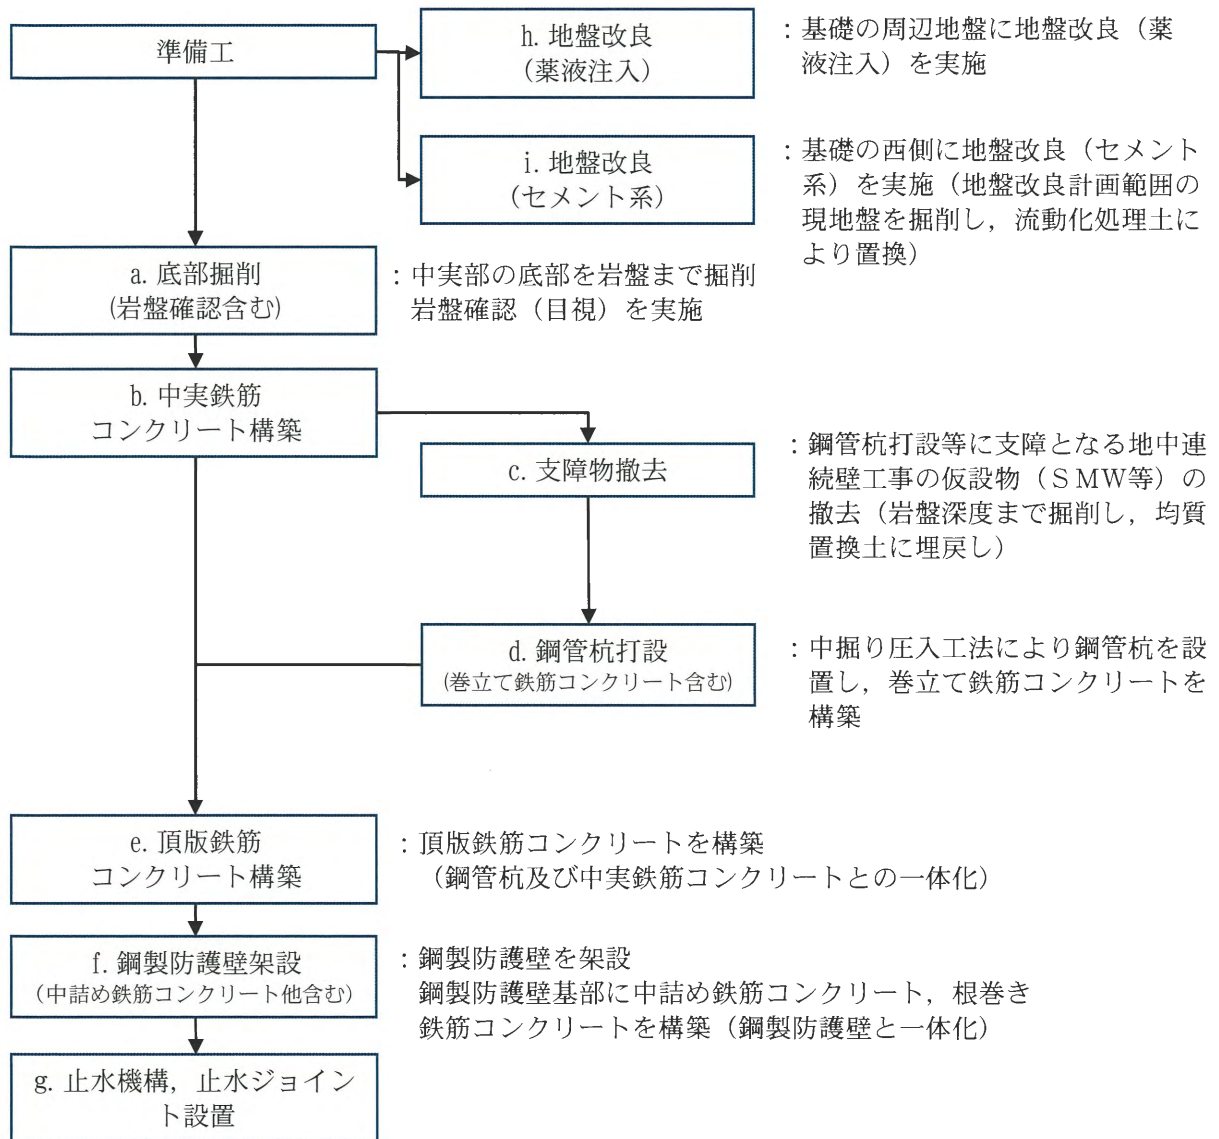 準備工
h. 地盤改良
(薬液注入)
：基礎の周辺地盤に地盤改良（薬
液注入）を実施
i. 地盤改良
(セメント系)
：基礎の西側に地盤改良（セメント
系）を実施（地盤改良計画範囲の
現地盤を掘削し，流動化処理土に
より置換）
a. 底部掘削
(岩盤確認含む)
：中実部の底部を岩盤まで掘削
岩盤確認（目視）を実施
b. 中実鉄筋
コンクリート構築
c. 支障物撤去
：鋼管杭打設等に支障となる地中連
続壁工事の仮設物（ＳＭＷ等）の
撤去（岩盤深度まで掘削し，均質
置換土に埋戻し）
d. 鋼管杭打設
(巻立て鉄筋コンクリート含む)
：中掘り圧入工法により鋼管杭を設
置し，巻立て鉄筋コンクリートを
構築
e. 頂版鉄筋
コンクリート構築
：頂版鉄筋コンクリートを構築
（鋼管杭及び中実鉄筋コンクリートとの一体化）
f. 鋼製防護壁架設
（中詰め鉄筋コンクリート他含む）
：鋼製防護壁を架設
鋼製防護壁基部に中詰め鉄筋コンクリート，根巻き
鉄筋コンクリートを構築（鋼製防護壁と一体化）
g. 止水機構，止水ジョイン
ト設置